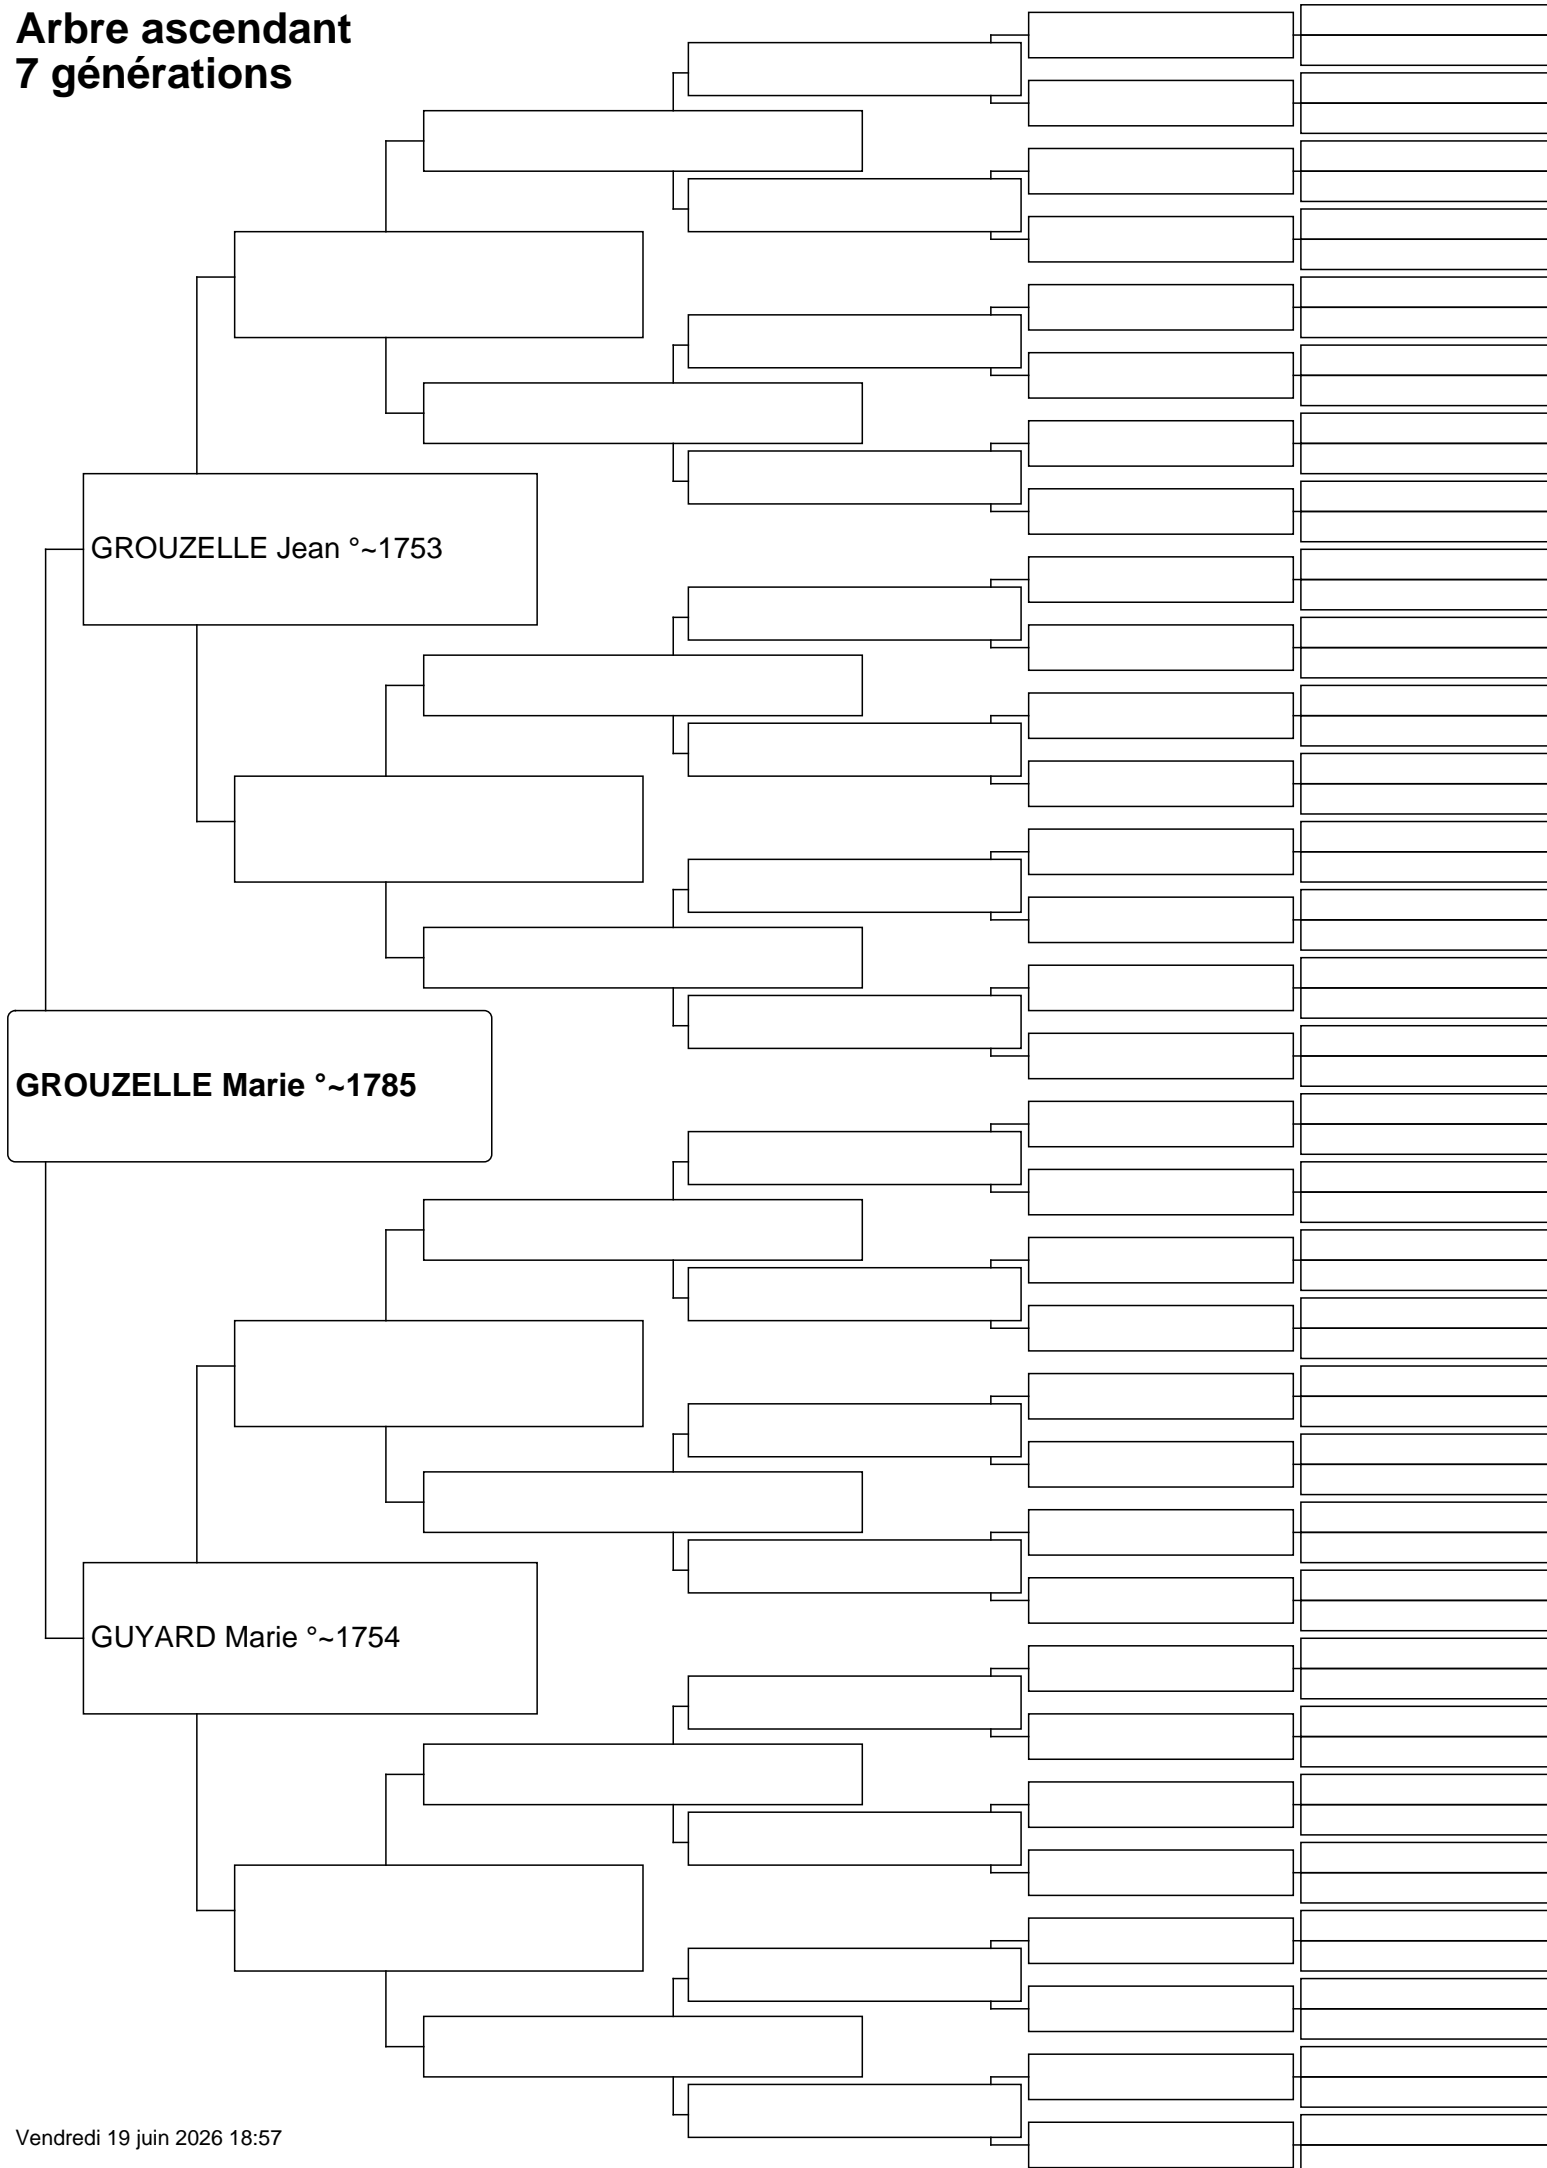 Arbre ascendant
7 générations
GROUZELLE Jean °~1753
GROUZELLE Marie °~1785
GUYARD Marie °~1754
Vendredi 19 juin 2026 18:57